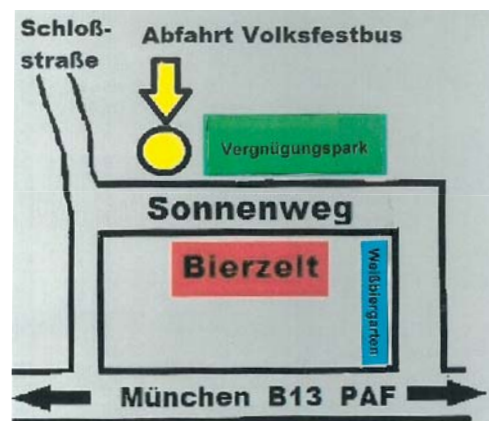 Schloß-
straße
Abfahrt Volksfestbus
Vergnügungspark
Sonnenweg
Bierzelt
Weißbiergarten
München B13 PAF